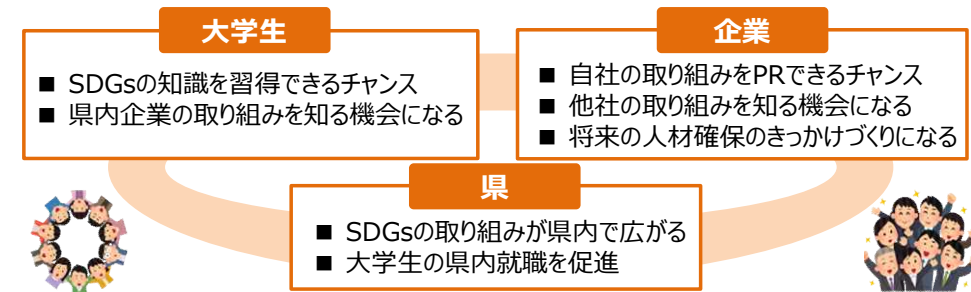 大学生
■ SDGsの知識を習得できるチャンス
■ 県内企業の取り組みを知る機会になる
企業
■ 自社の取り組みをPRできるチャンス
■ 他社の取り組みを知る機会になる
■ 将来の人材確保のきっかけづくりになる
県
■ SDGsの取り組みが県内で広がる
■ 大学生の県内就職を促進